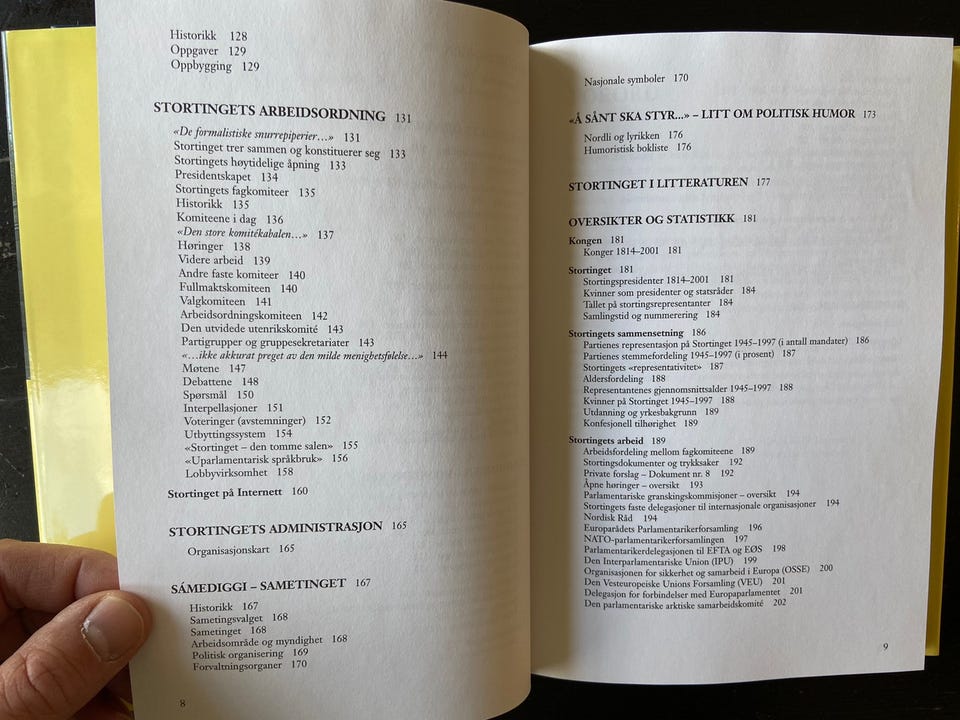 Historikk 128
Oppgaver 129
Oppbygging 129
STORTINGETS ARBEIDSORDNING 131
«De formalistiske snurrepiperier…» 131
Stortinget trer sammen og konstituerer seg 133
Stortingets høytidelige åpning 133
Presidentskapet 134
Stortingets fagkomiteer 135
Historikk 135
Komiteene i dag 136
«Den store komitékabalen…» 137
Høringer 138
Videre arbeid 139
Andre faste komiteer 140
Fullmaktskomiteen 140
Valgkomiteen 141
Arbeidsordningskomiteen 142
Den utvidede utenrikskomité 143
Partigrupper og gruppesekretariater 143
«…ikke akkurat preget av den milde menighetsfølelse…» 144
Møtene 147
Debattene 148
Spørsmål 150
Interpellasjoner 151
Voteringer (avstemninger) 152
Utbyttingssystem 154
«Stortinget – den tomme salen» 155
«Uparlamentarisk språkbruk» 156
Lobbyvirksomhet 158
Stortinget på Internett 160
STORTINGETS ADMINISTRASJON 165
Organisasjonskart 165
SÁMEDIGGI – SAMETINGET 167
Historikk 167
Sametingsvalget 168
Sametinget 168
Arbeidsområde og myndighet 168
Politisk organisering 169
Forvaltningsorganer 170
8
Nasjonale symboler 170
«Å SÅNT SKA STYR...» – LITT OM POLITISK HUMOR 173
Nordli og lyrikken 176
Humoristisk bokliste 176
STORTINGET I LITTERATUREN 177
OVERSIKTER OG STATISTIKK 181
Kongen 181
Konger 1814–2001 181
Stortinget 181
Stortingspresidenter 1814–2001 181
Kvinner som presidenter og statsråder 184
Tallet på stortingsrepresentanter 184
Samlingstid og nummerering 184
Stortingets sammensetning 186
Partienes representasjon på Stortinget 1945–1997 (i antall mandater) 186
Partienes stemmefordeling 1945–1997 (i prosent) 187
Stortingets «representativitet» 187
Aldersfordeling 188
Representantenes gjennomsnittsalder 1945–1997 188
Kvinner på Stortinget 1945–1997 188
Utdanning og yrkesbakgrunn 189
Konfesjonell tilhørighet 189
Stortingets arbeid 189
Arbeidsfordeling mellom fagkomiteene 189
Stortingsdokumenter og trykksaker 192
Private forslag – Dokument nr. 8 192
Åpne høringer – oversikt 193
Parlamentariske granskingskommisjoner – oversikt 194
Stortingets faste delegasjoner til internasjonale organisasjoner 194
Nordisk Råd 194
Europarådets Parlamentarikerforsamling 196
NATO-parlamentarikerforsamlingen 197
Parlamentarikerdelegasjonen til EFTA og EØS 198
Den Interparlamentariske Union (IPU) 199
Organisasjonen for sikkerhet og samarbeid i Europa (OSSE) 200
Den Vesteuropeiske Unions Forsamling (VEU) 201
Delegasjon for forbindelser med Europaparlamentet 201
Den parlamentariske arktiske samarbeidskomité 202
9